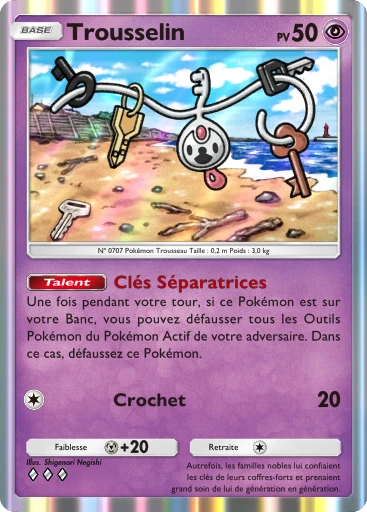 BASE Trousselin PV 50
N° 0707 Pokémon Trousseau Taille : 0,2 m Poids : 3,0 kg
Talent Clés Séparatrices
Une fois pendant votre tour, si ce Pokémon est sur
votre Banc, vous pouvez défausser tous les Outils
Pokémon du Pokémon Actif de votre adversaire. Dans
ce cas, défaussez ce Pokémon.
Crochet 20
Faiblesse +20 Retraite
Illus. Shigenori Negishi
Autrefois, les familles nobles lui confiaient
les clés de leurs coffres-forts et prenaient
grand soin de lui de génération en génération.